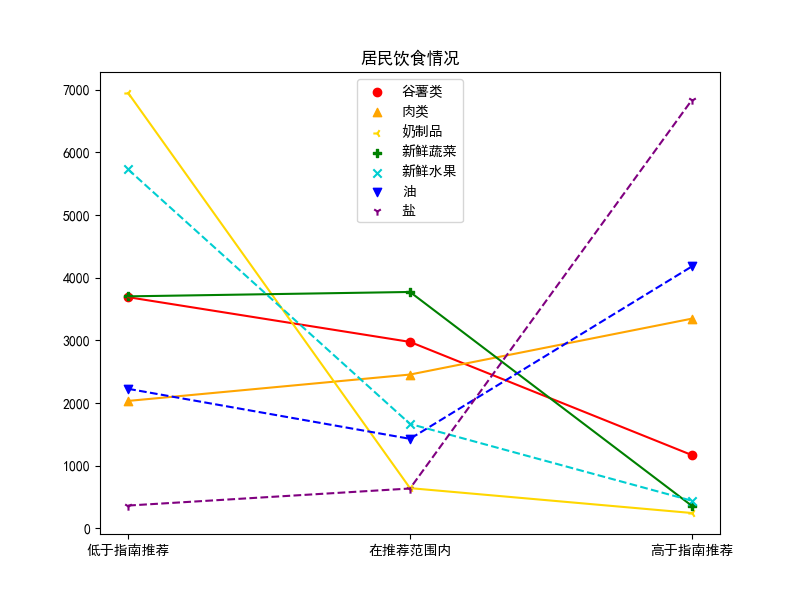 居民饮食情况
谷薯类
肉类
奶制品
新鲜蔬菜
新鲜水果
油
盐
7000
6000
5000
4000
3000
2000
1000
0
低于指南推荐 在推荐范围内 高于指南推荐